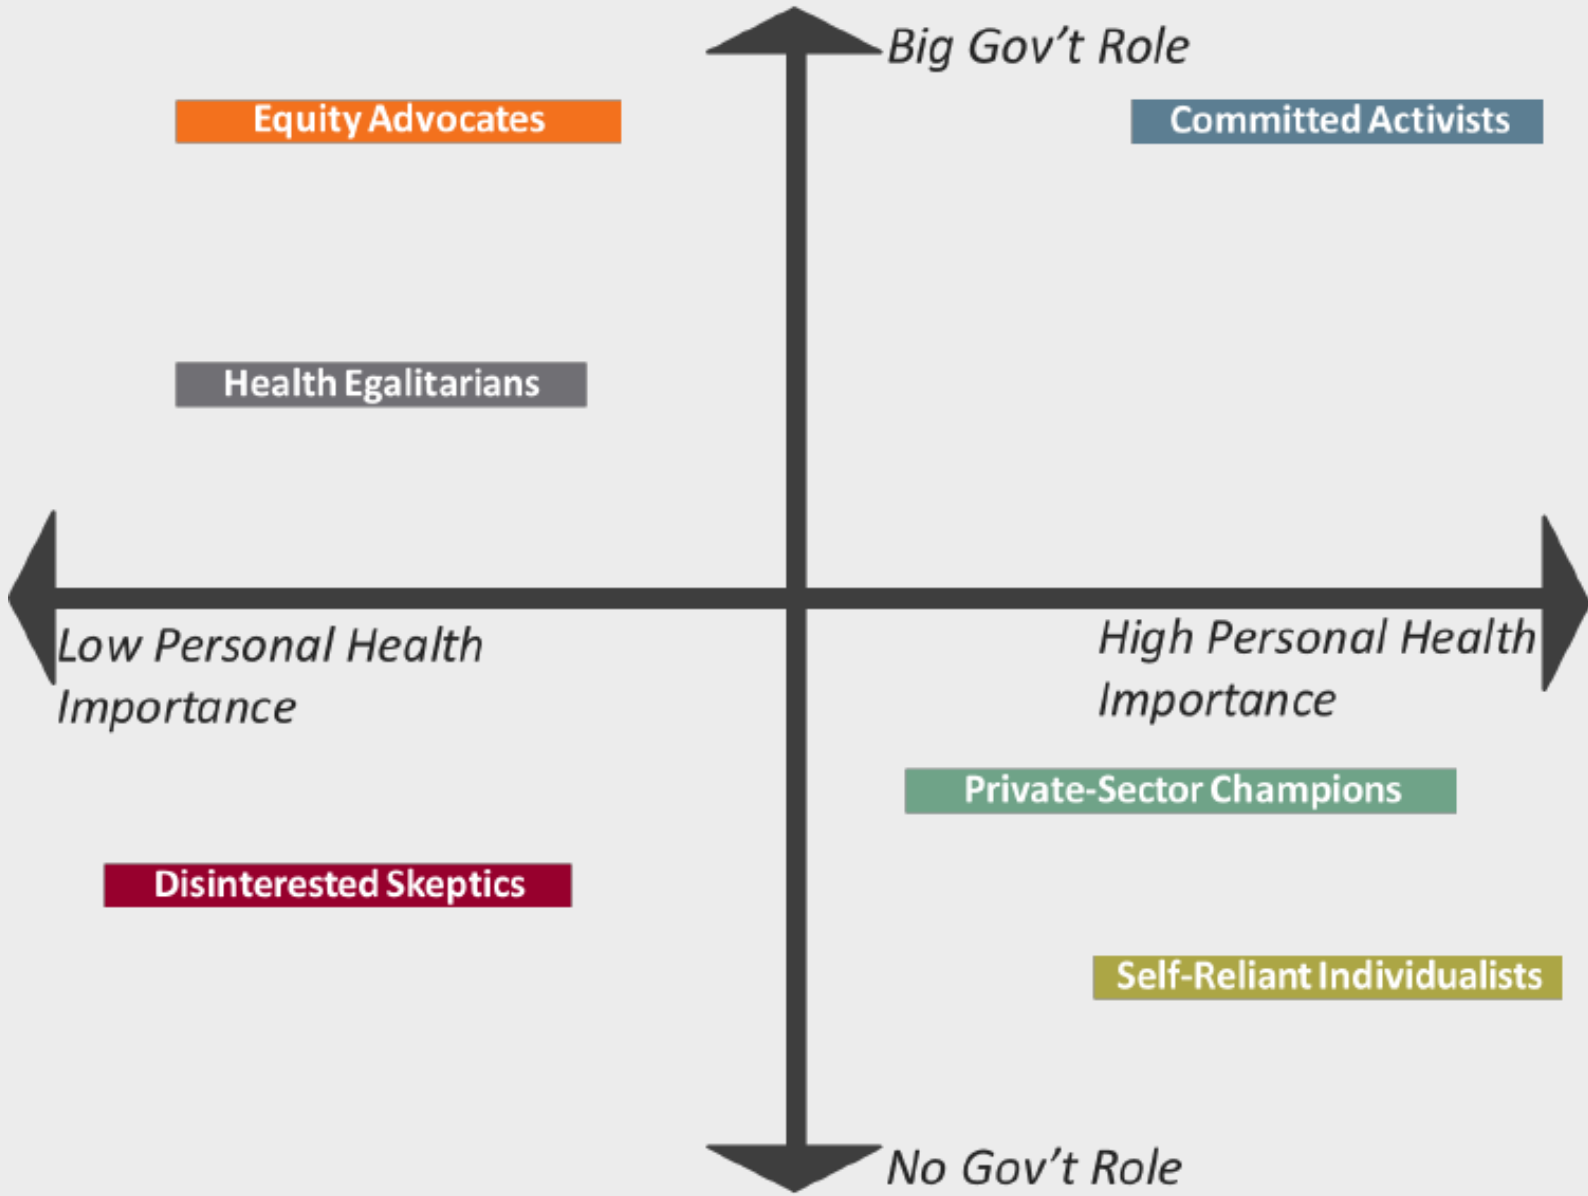 Big Gov't Role
Equity Advocates
Committed Activists
Health Egalitarians
Low Personal Health
Importance
High Personal Health
Importance
Private-Sector Champions
Disinterested Skeptics
Self-Reliant Individualists
No Gov't Role